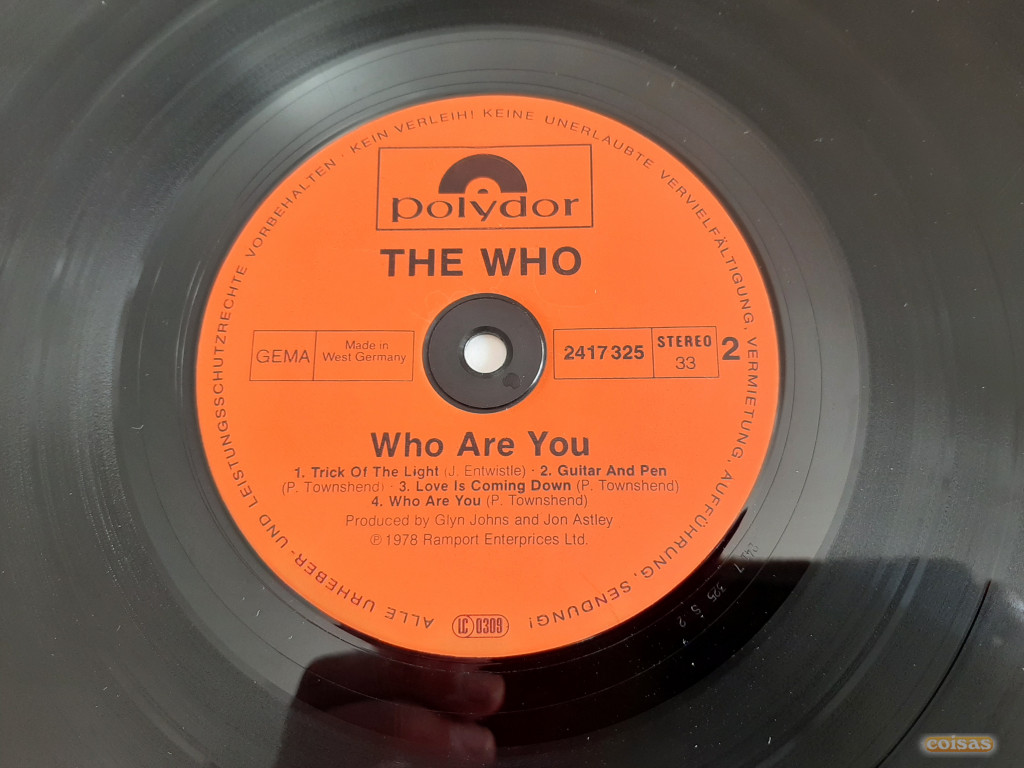 ALLE URHEBER- UND LEISTUNGSSCHUTZRECHTE VORBEHALTEN · KEIN VERLEIH! KEINE UNERLAUBTE VERVIELFÄLTIGUNG, VERMIETUNG, AUFFÜHRUNG, SENDUNG!
polydor
THE WHO
GEMA
Made in
West Germany
2417 325
STEREO
33
2
Who Are You
1. Trick Of The Light (J. Entwistle) · 2. Guitar And Pen
(P. Townshend) · 3. Love Is Coming Down (P. Townshend)
4. Who Are You (P. Townshend)
Produced by Glyn Johns and Jon Astley
℗ 1978 Ramport Enterprices Ltd.
LC 0309
2417 325 S 2
coisas